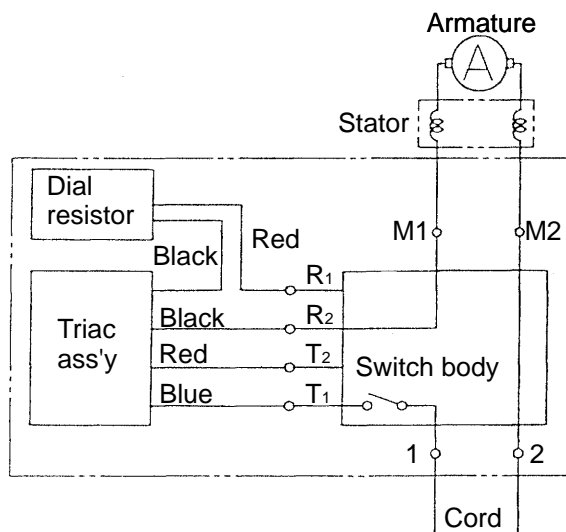 Armature
A
Stator
Dial
resistor
M1
M2
Red
Black
R1
Triac
ass'y
Black
R2
Red
T2
Switch body
Blue
T1
1
2
Cord